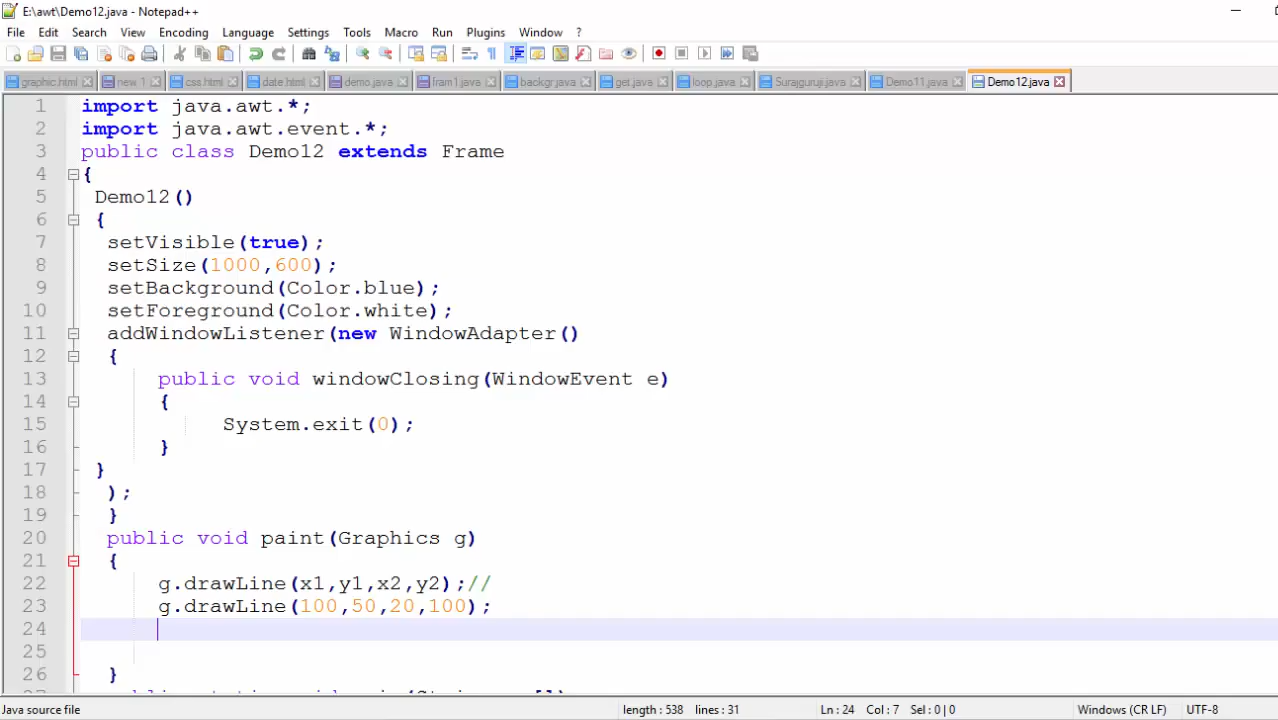 E:\awt\Demo12.java - Notepad++
File Edit Search View Encoding Language Settings Tools Macro Run Plugins Window ?
graphic.html new 1 css.html date.html demo.java fram1.java backgr.java get.java loop.java Surajguruji.java Demo11.java Demo12.java
1 import java.awt.*;
2 import java.awt.event.*;
3 public class Demo12 extends Frame
4 {
5 Demo12()
6 {
7 setVisible(true);
8 setSize(1000,600);
9 setBackground(Color.blue);
10 setForeground(Color.white);
11 addWindowListener(new WindowAdapter()
12 {
13 public void windowClosing(WindowEvent e)
14 {
15 System.exit(0);
16 }
17 }
18 );
19 }
20 public void paint(Graphics g)
21 {
22 g.drawLine(x1,y1,x2,y2);//
23 g.drawLine(100,50,20,100);
24
25
26 }
Java source file length : 538 lines : 31 Ln : 24 Col : 7 Sel : 0 | 0 Windows (CR LF) UTF-8